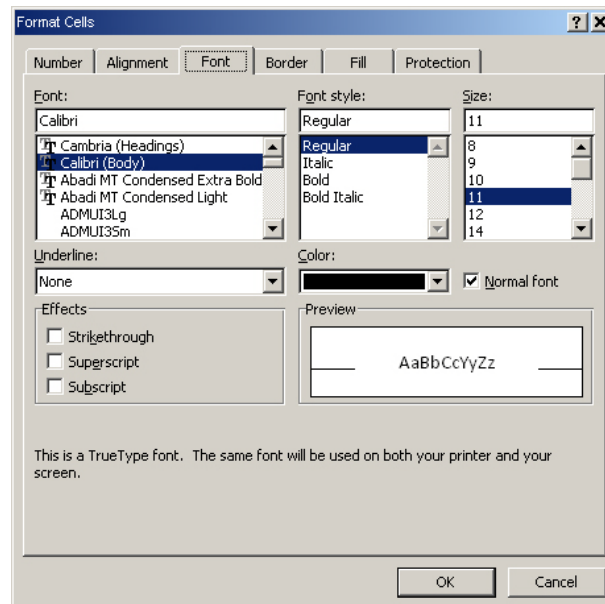 Format Cells
Number Alignment Font Border Fill Protection
Font: Font style: Size:
Calibri Regular 11
Cambria (Headings) Regular 8
Calibri (Body) Italic 9
Abadi MT Condensed Extra Bold Bold 10
Abadi MT Condensed Light Bold Italic 11
ADMUI3Lg 12
ADMUI3Sm 14
Underline: Color:
None Normal font
Effects Preview
Strikethrough
Superscript
Subscript
AaBbCcYyZz
This is a TrueType font.  The same font will be used on both your printer and your
screen.
OK Cancel